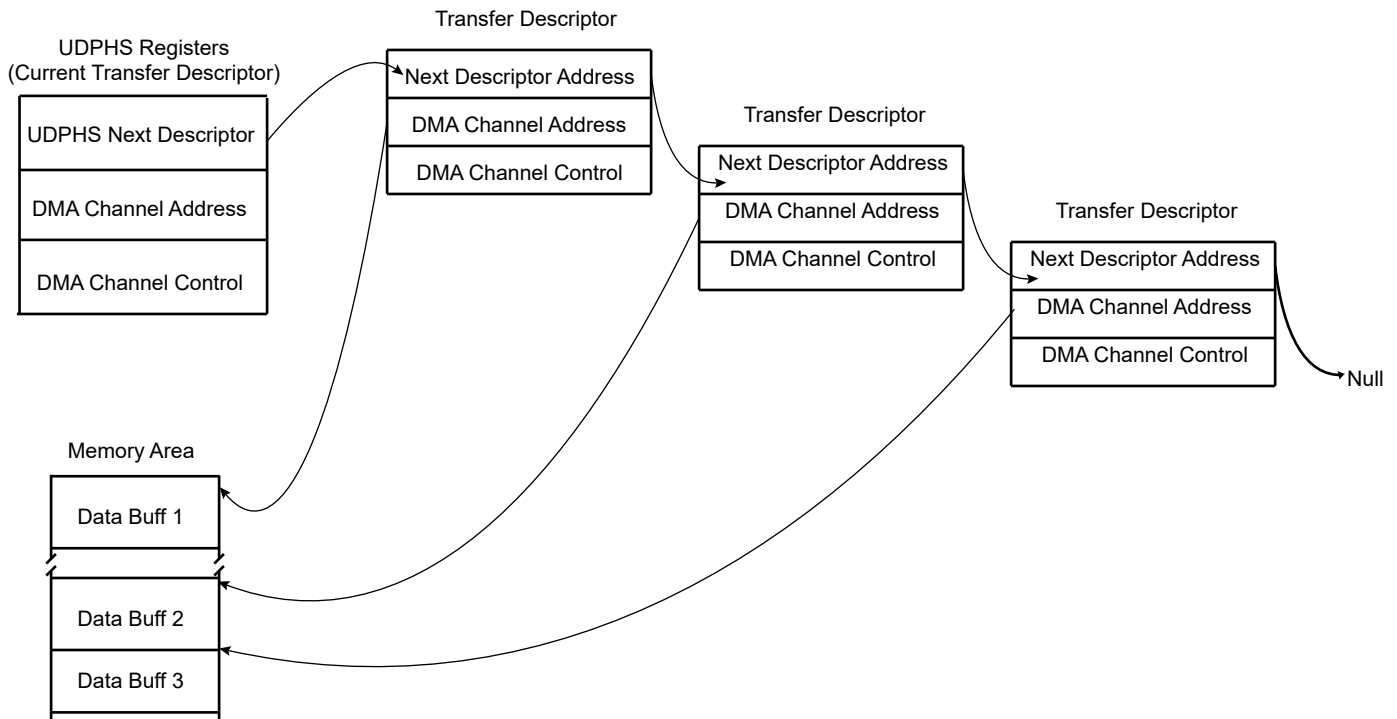 UDPHS Registers
(Current Transfer Descriptor)
UDPHS Next Descriptor
DMA Channel Address
DMA Channel Control
Transfer Descriptor
Next Descriptor Address
DMA Channel Address
DMA Channel Control
Transfer Descriptor
Next Descriptor Address
DMA Channel Address
DMA Channel Control
Transfer Descriptor
Next Descriptor Address
DMA Channel Address
DMA Channel Control
Null
Memory Area
Data Buff 1
Data Buff 2
Data Buff 3